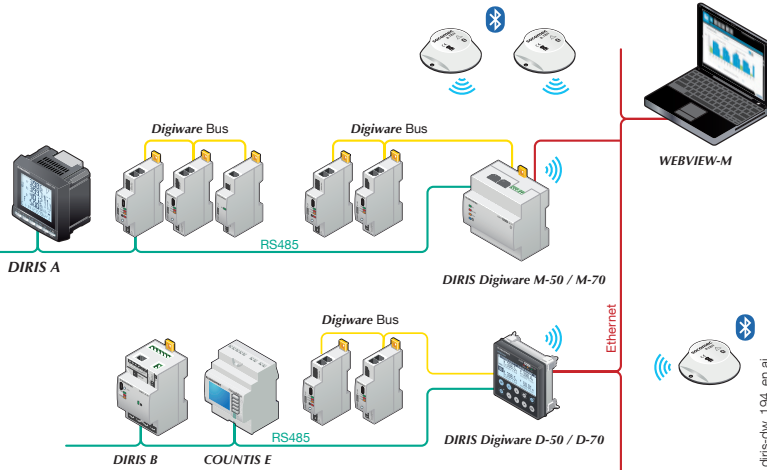 Digiware Bus
Digiware Bus
WEBVIEW-M
RS485
DIRIS A
DIRIS Digiware M-50 / M-70
Ethernet
Digiware Bus
RS485
DIRIS B
COUNTIS E
DIRIS Digiware D-50 / D-70
diris-dw_194_en.ai